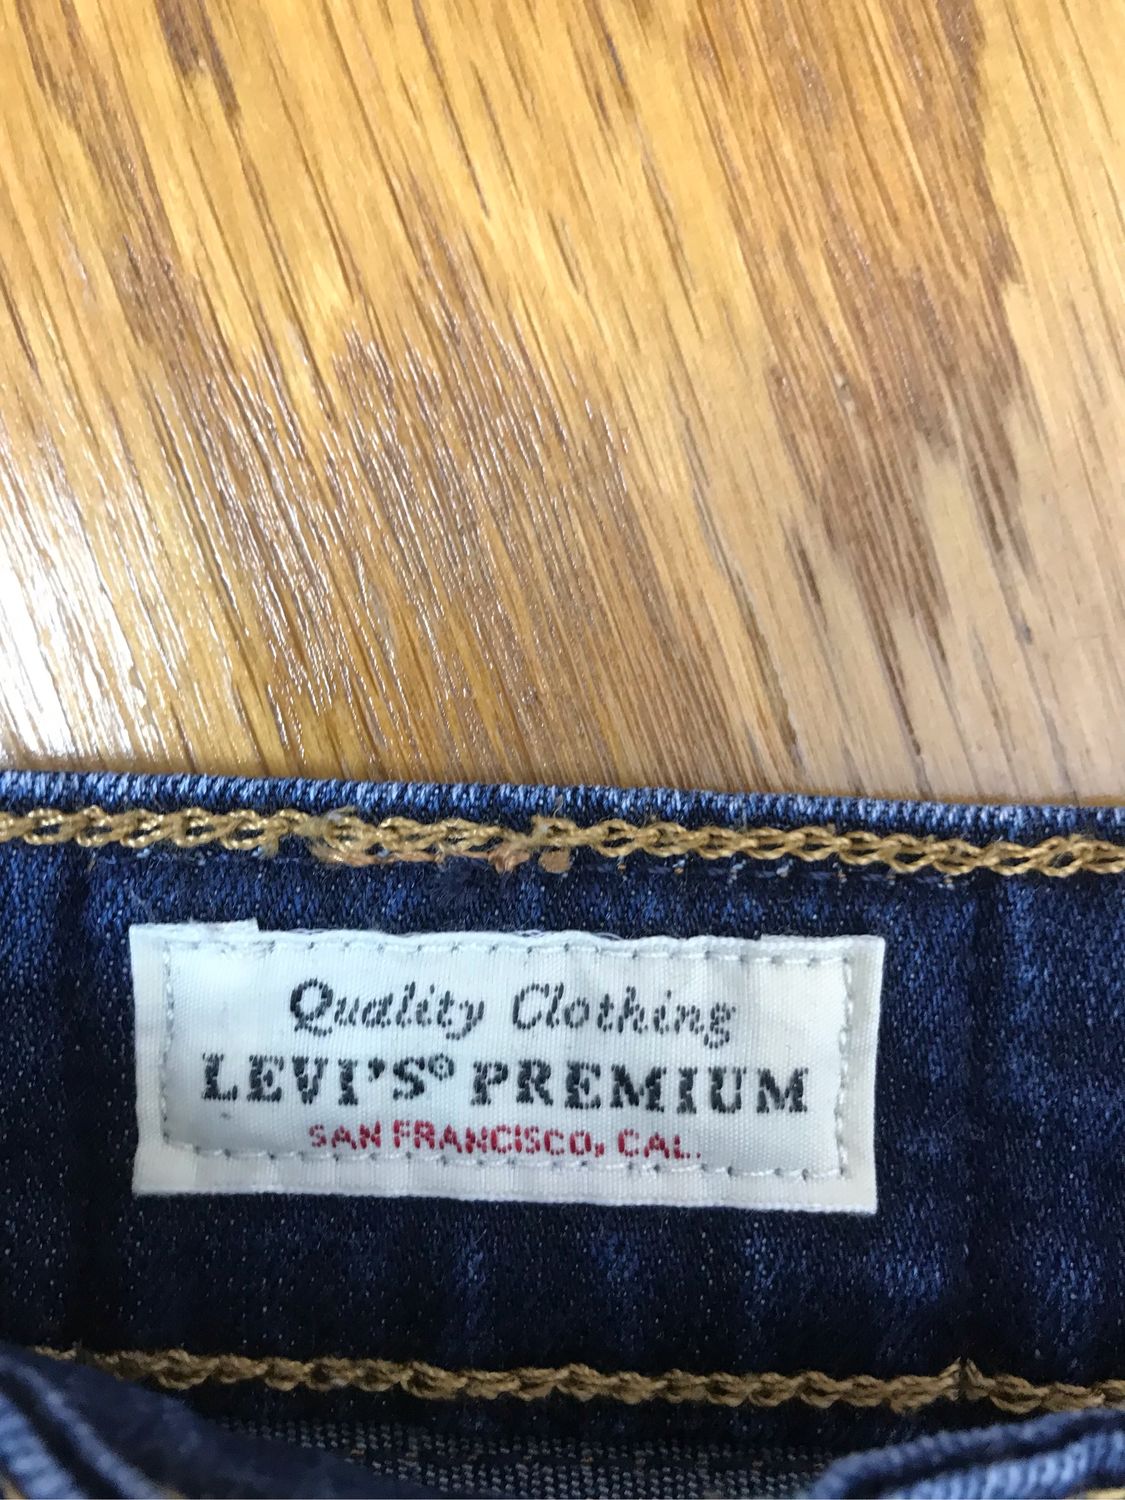 Quality Clothing
LEVI'S® PREMIUM
SAN FRANCISCO, CAL.